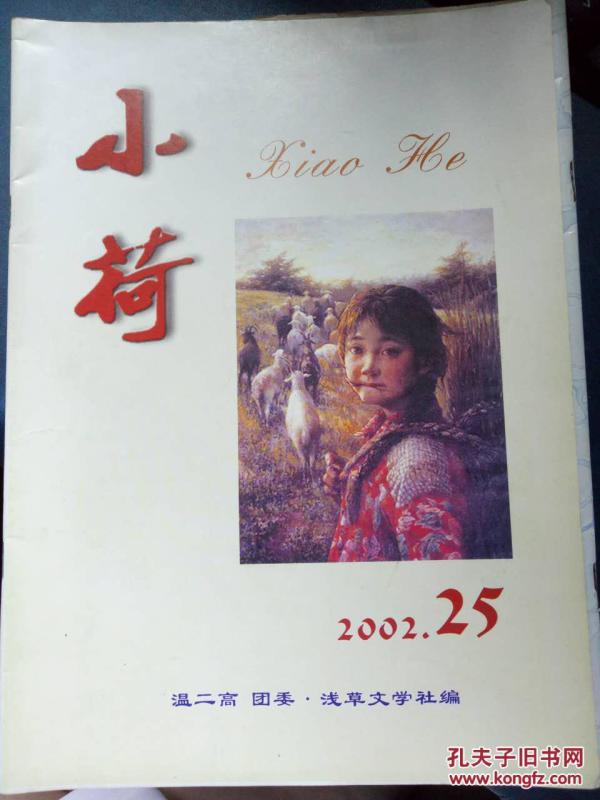 小荷
Xiao He
2002.25
温二高 团委·浅草文学社编
孔夫子旧书网
www.kongfz.com